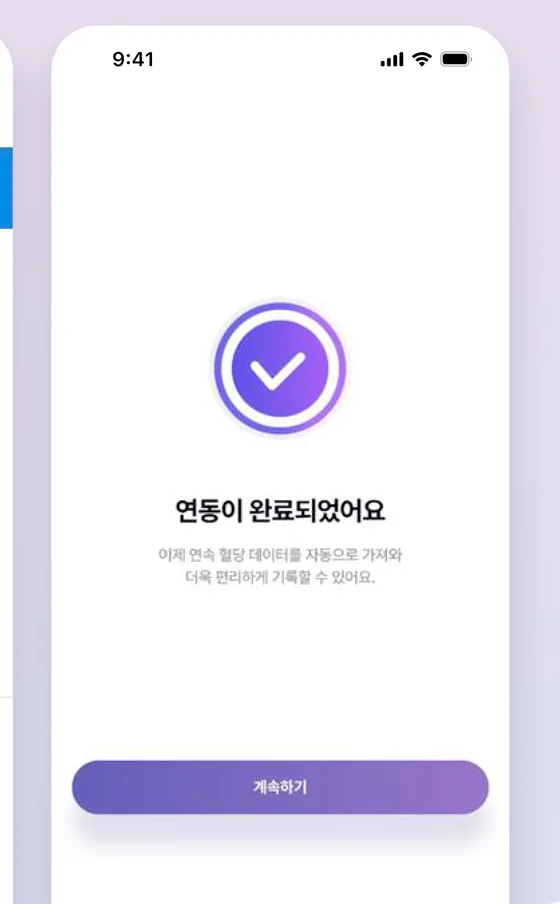 9:41
연동이 완료되었어요
이제 연속 혈당 데이터를 자동으로 가져와
더욱 편리하게 기록할 수 있어요.
계속하기